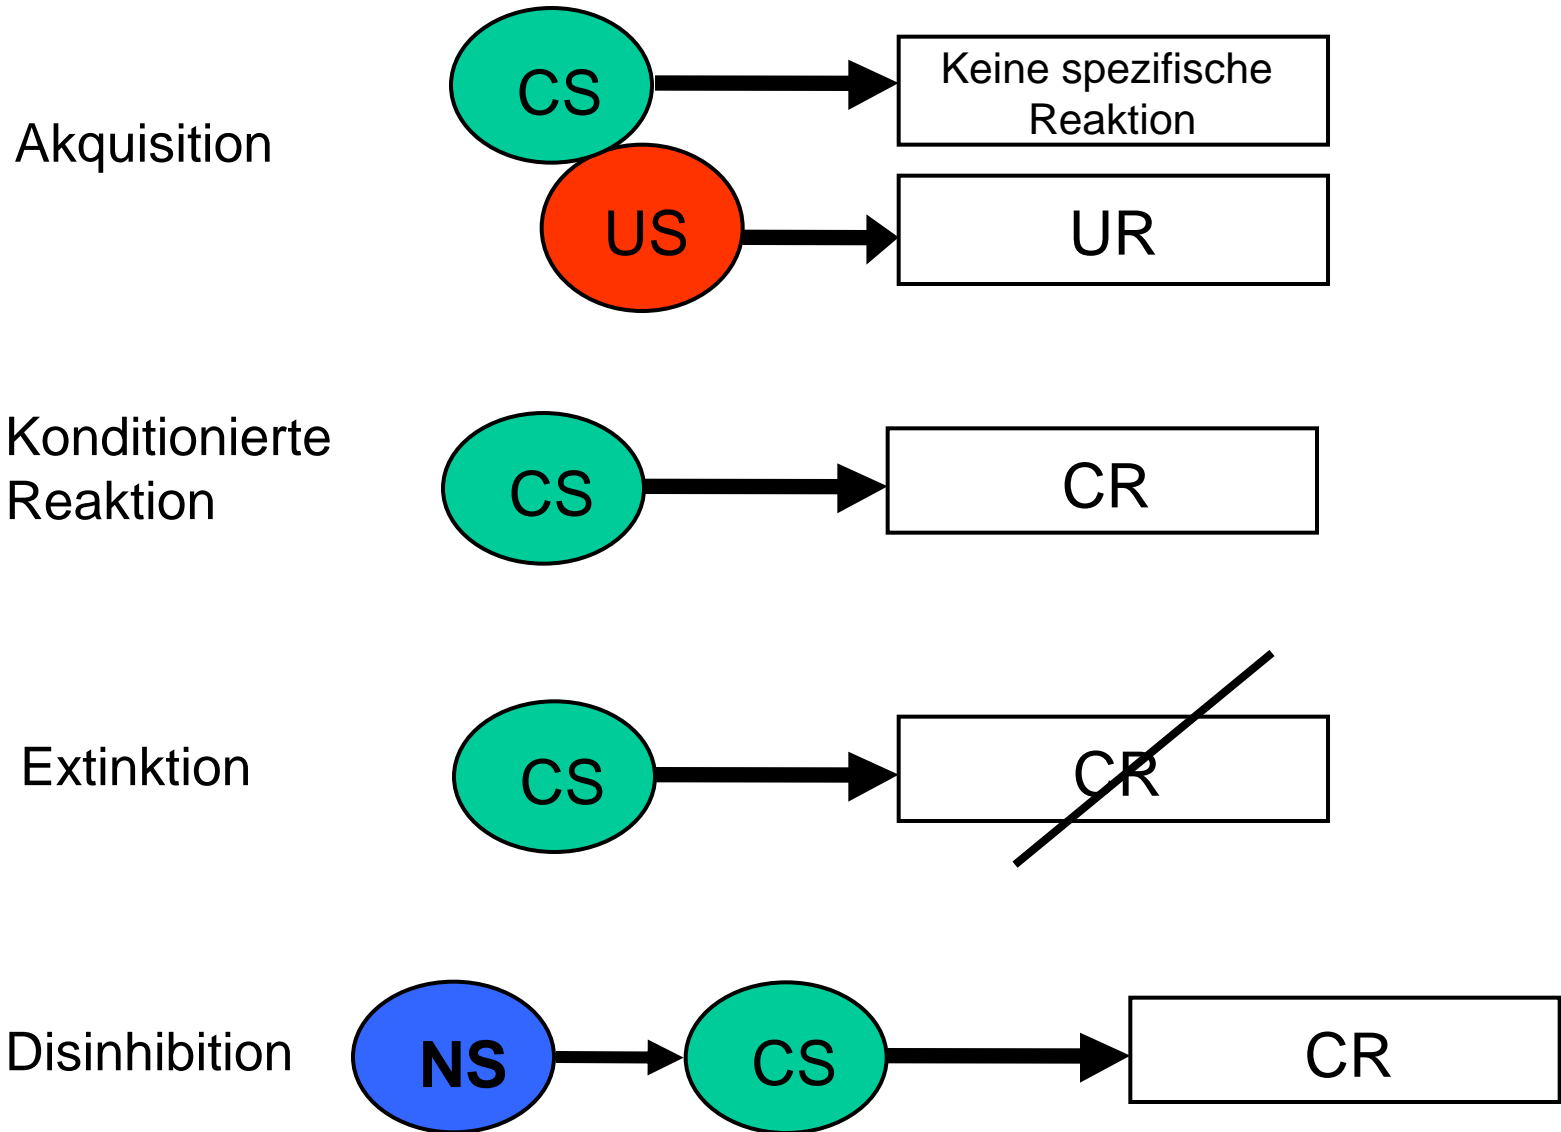 CS
Keine spezifische
Reaktion
Akquisition
US
UR
Konditionierte
Reaktion
CS
CR
Extinktion
CS
CR
Disinhibition
NS
CS
CR